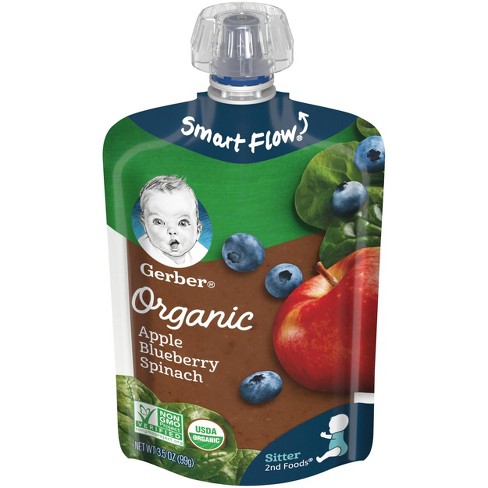 Smart Flow®
Gerber®
Organic
Apple
Blueberry
Spinach
NON
GMO
VERIFIED
USDA
ORGANIC
NET WT 3.5 OZ (99g)
Sitter
2nd Foods®